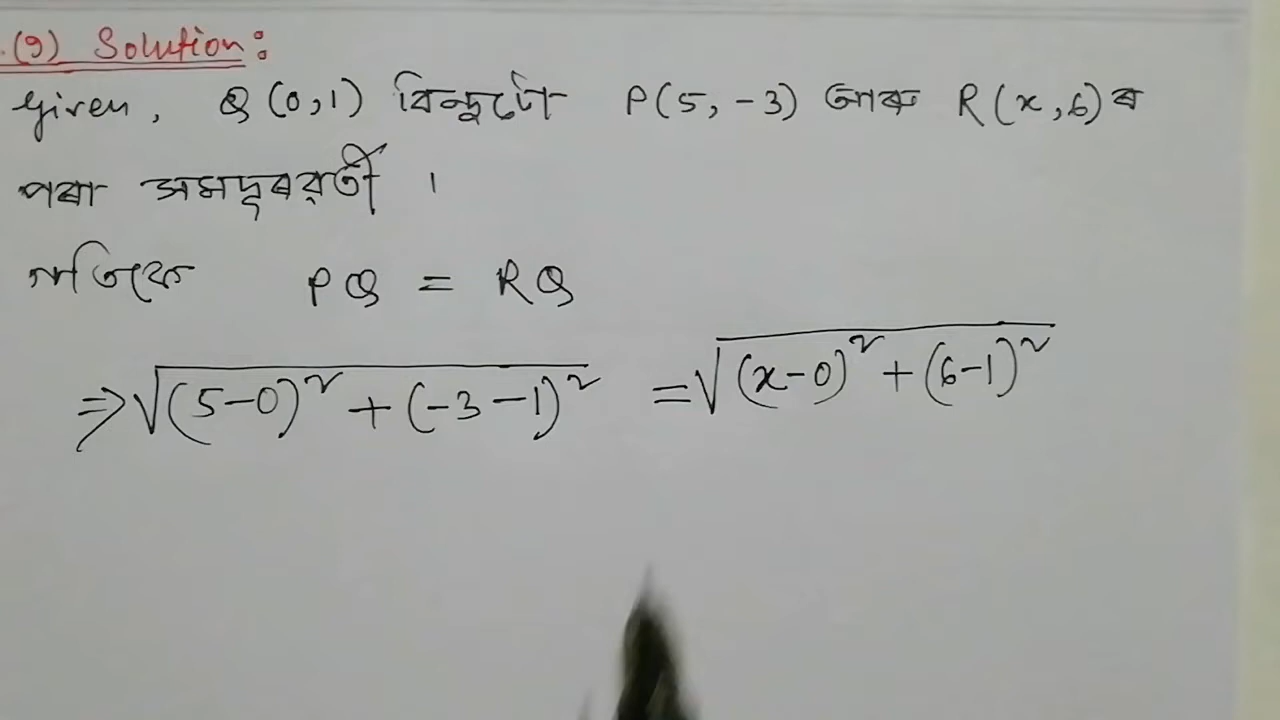 .(9) Solution:
Given, Q(0,1) বিন্দুটো P(5,-3) আৰু R(x,6)ৰ
পৰা সমদূৰৱৰ্তী ।
গতিকে PQ = RQ
⇒√(5-0)² + (-3-1)² =√(x-0)² + (6-1)²